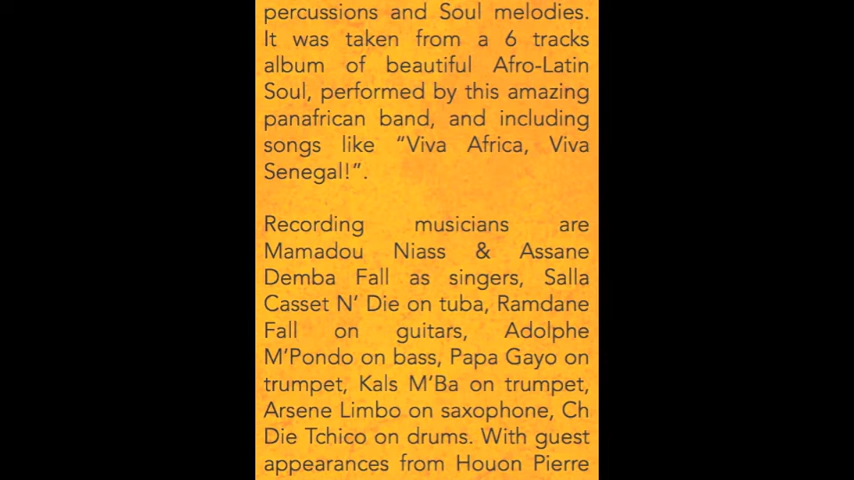 percussions and Soul melodies.
It was taken from a 6 tracks
album of beautiful Afro-Latin
Soul, performed by this amazing
panafrican band, and including
songs like “Viva Africa, Viva
Senegal!”.
Recording musicians are
Mamadou Niass & Assane
Demba Fall as singers, Salla
Casset N’ Die on tuba, Ramdane
Fall on guitars, Adolphe
M’Pondo on bass, Papa Gayo on
trumpet, Kals M’Ba on trumpet,
Arsene Limbo on saxophone, Ch
Die Tchico on drums. With guest
appearances from Houon Pierre